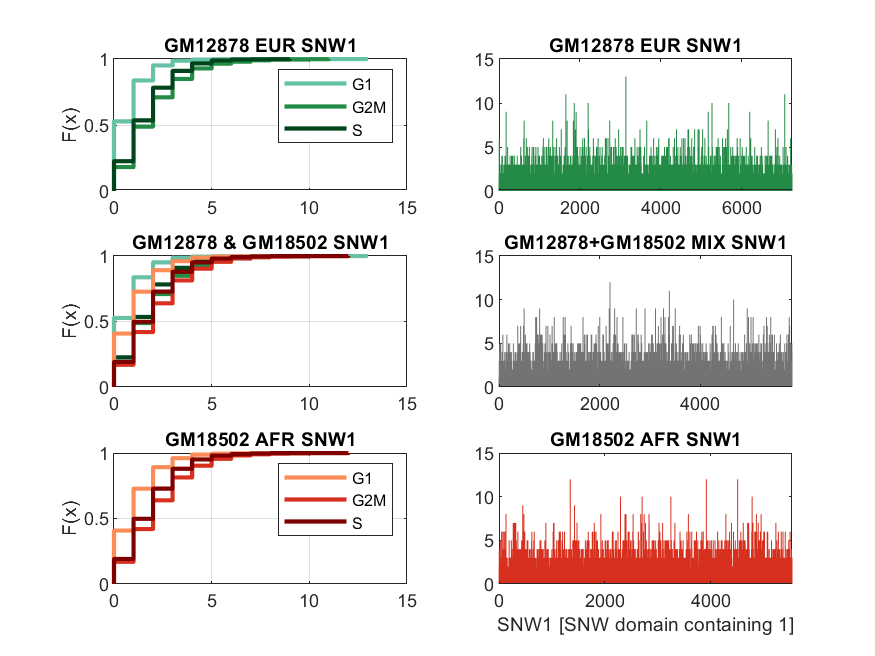 GM12878 EUR SNW1
1
0.5
0
F(x)
0 5 10 15
G1
G2M
S
GM12878 EUR SNW1
15
10
5
0
0 2000 4000 6000
GM12878 & GM18502 SNW1
1
0.5
0
F(x)
0 5 10 15
GM12878+GM18502 MIX SNW1
15
10
5
0
0 2000 4000
GM18502 AFR SNW1
1
0.5
0
F(x)
0 5 10 15
G1
G2M
S
GM18502 AFR SNW1
15
10
5
0
0 2000 4000
SNW1 [SNW domain containing 1]